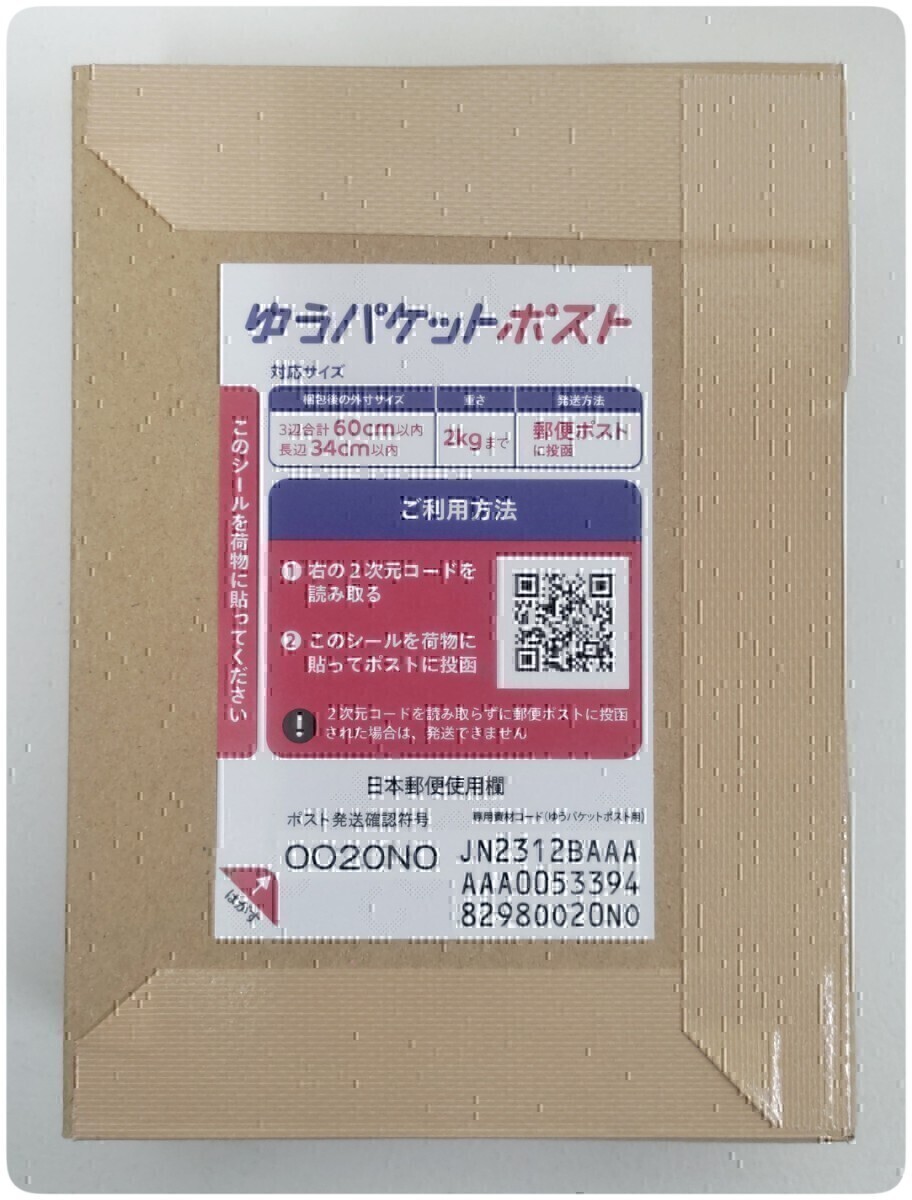 ゆうパケットポスト
対応サイズ
梱包後の外寸サイズ 重さ 発送方法
3辺合計 60cm以内
長辺 34cm以内
2kgまで
郵便ポスト
に投函
このシールを荷物に貼ってください
ご利用方法
1 右の2次元コードを
読み取る
2 このシールを荷物に
貼ってポストに投函
! 2次元コードを読み取らずに郵便ポストに投函
された場合は、発送できません
日本郵便使用欄
ポスト発送確認符号
0020N0
専用資材コード(ゆうパケットポスト用)
JN2312BAAA
AAA0053394
82980020N0
はがす